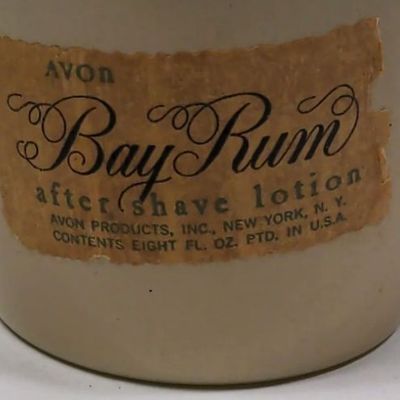 AVON
Bay Rum
after shave lotion
AVON PRODUCTS, INC., NEW YORK, N. Y.
CONTENTS EIGHT FL. OZ. PTD. IN U.S.A.